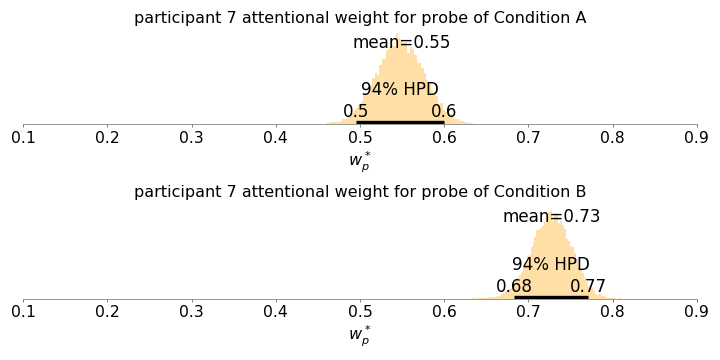 participant 7 attentional weight for probe of Condition A
mean=0.55
94% HPD
0.5 0.6
0.1 0.2 0.3 0.4 0.5 0.6 0.7 0.8 0.9
w_p^*
participant 7 attentional weight for probe of Condition B
mean=0.73
94% HPD
0.68 0.77
0.1 0.2 0.3 0.4 0.5 0.6 0.7 0.8 0.9
w_p^*